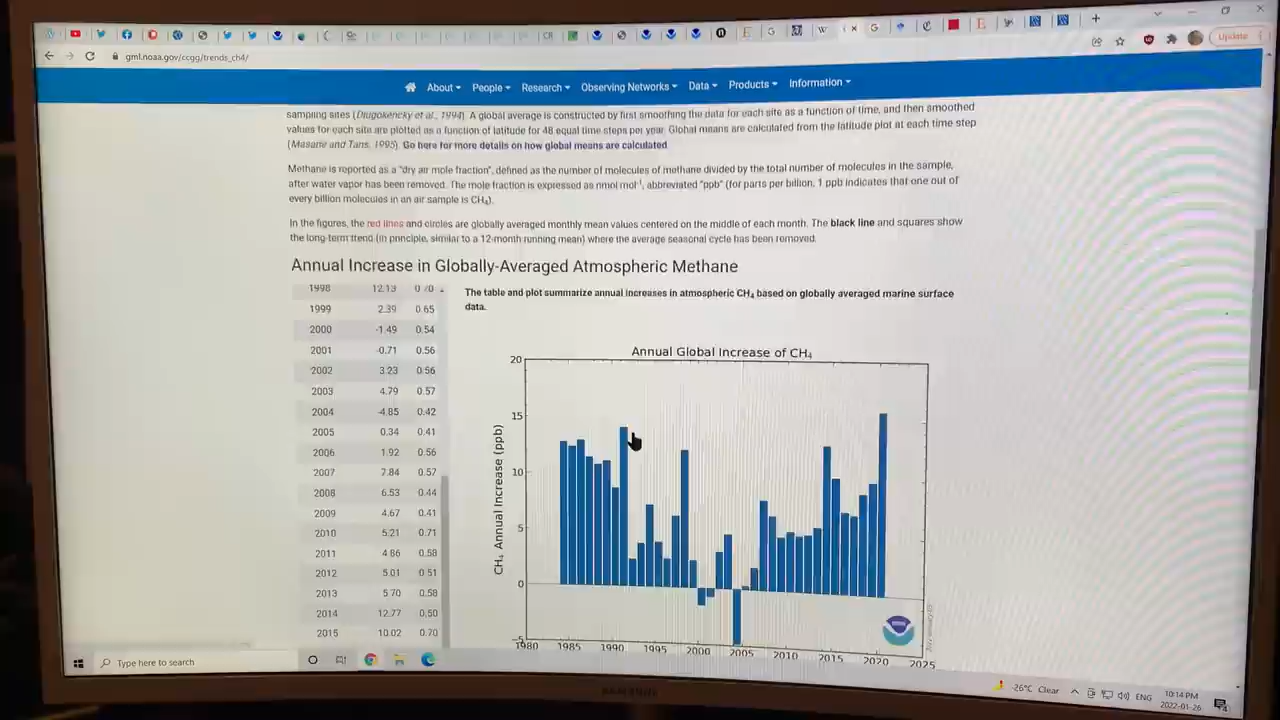 gml.noaa.gov/ccgg/trends_ch4/
Update
About People Research Observing Networks Data Products Information
sampling sites (Dlugokencky et al., 1994). A global average is constructed by first smoothing the data for each site as a function of time, and then smoothed
values for each site are plotted as a function of latitude for 48 equal time steps per year. Global means are calculated from the latitude plot at each time step
(Masarie and Tans, 1995). Go here for more details on how global means are calculated.
Methane is reported as a "dry air mole fraction", defined as the number of molecules of methane divided by the total number of molecules in the sample,
after water vapor has been removed. The mole fraction is expressed as nmol mol⁻¹, abbreviated "ppb" (for parts per billion, 1 ppb indicates that one out of
every billion molecules in an air sample is CH₄).
In the figures, the red lines and circles are globally averaged monthly mean values centered on the middle of each month. The black line and squares show
the long-term trend (in principle, similar to a 12-month running mean) where the average seasonal cycle has been removed.
Annual Increase in Globally-Averaged Atmospheric Methane
The table and plot summarize annual increases in atmospheric CH₄ based on globally averaged marine surface
data.
1998 12.13
1999 2.39 0.65
2000 -1.49 0.54
2001 -0.71 0.56
2002 3.23 0.56
2003 4.79 0.57
2004 -4.85 0.42
2005 0.34 0.41
2006 1.92 0.56
2007 7.84 0.57
2008 6.53 0.44
2009 4.67 0.41
2010 5.21 0.71
2011 4.86 0.58
2012 5.01 0.51
2013 5.70 0.58
2014 12.77 0.50
2015 10.02 0.70
Annual Global Increase of CH₄
CH₄ Annual Increase (ppb)
20
15
10
5
0
-5
1980 1985 1990 1995 2000 2005 2010 2015 2020 2025
Type here to search
-26°C Clear
ENG
10:14 PM
2022-01-26
SAMSUNG